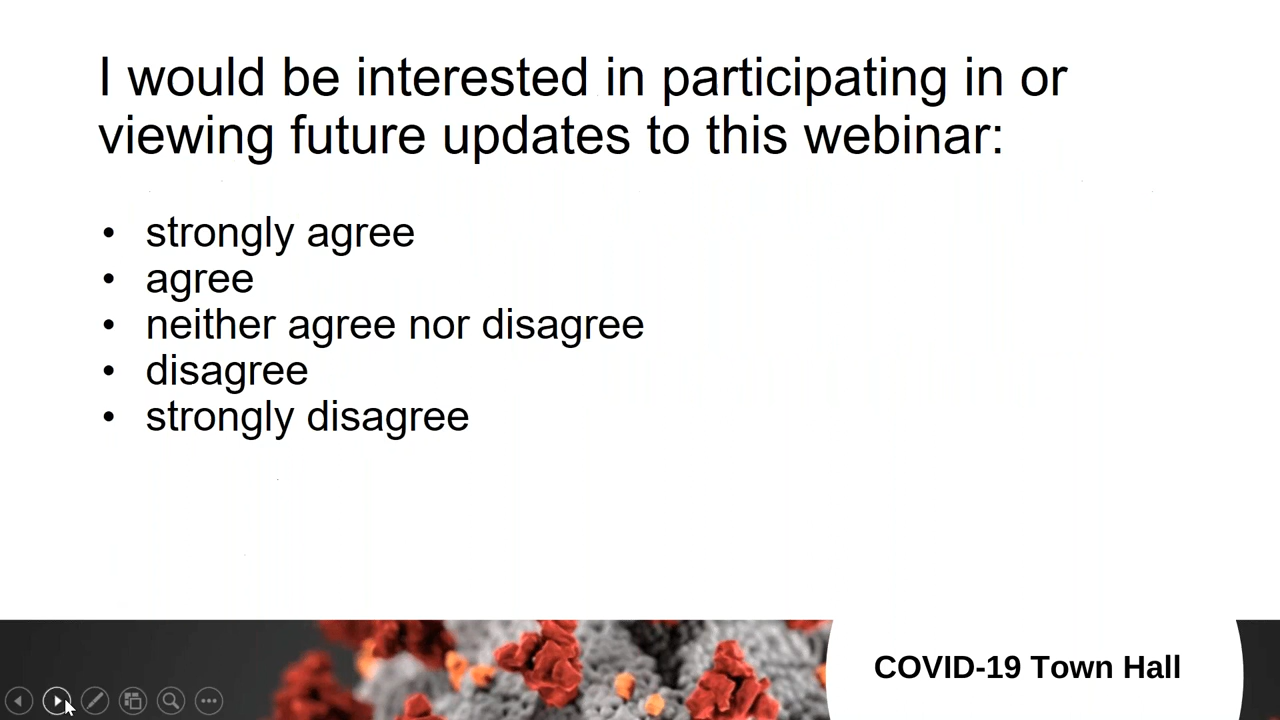 I would be interested in participating in or
viewing future updates to this webinar:
• strongly agree
• agree
• neither agree nor disagree
• disagree
• strongly disagree
COVID-19 Town Hall